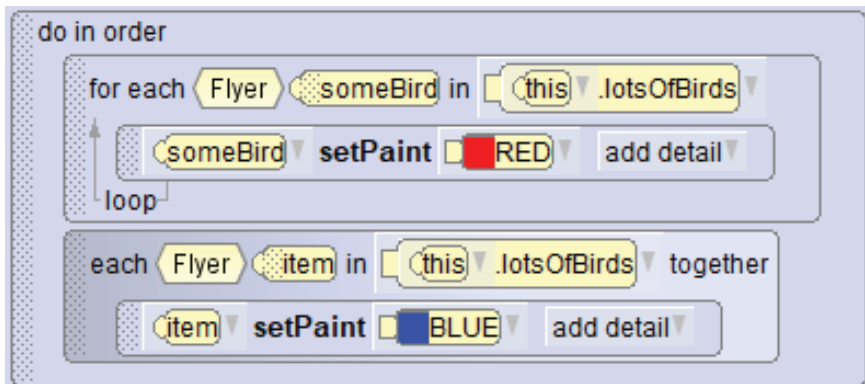 do in order
for each Flyer someBird in this .lotsOfBirds
someBird setPaint RED add detail
loop
each Flyer item in this .lotsOfBirds together
item setPaint BLUE add detail